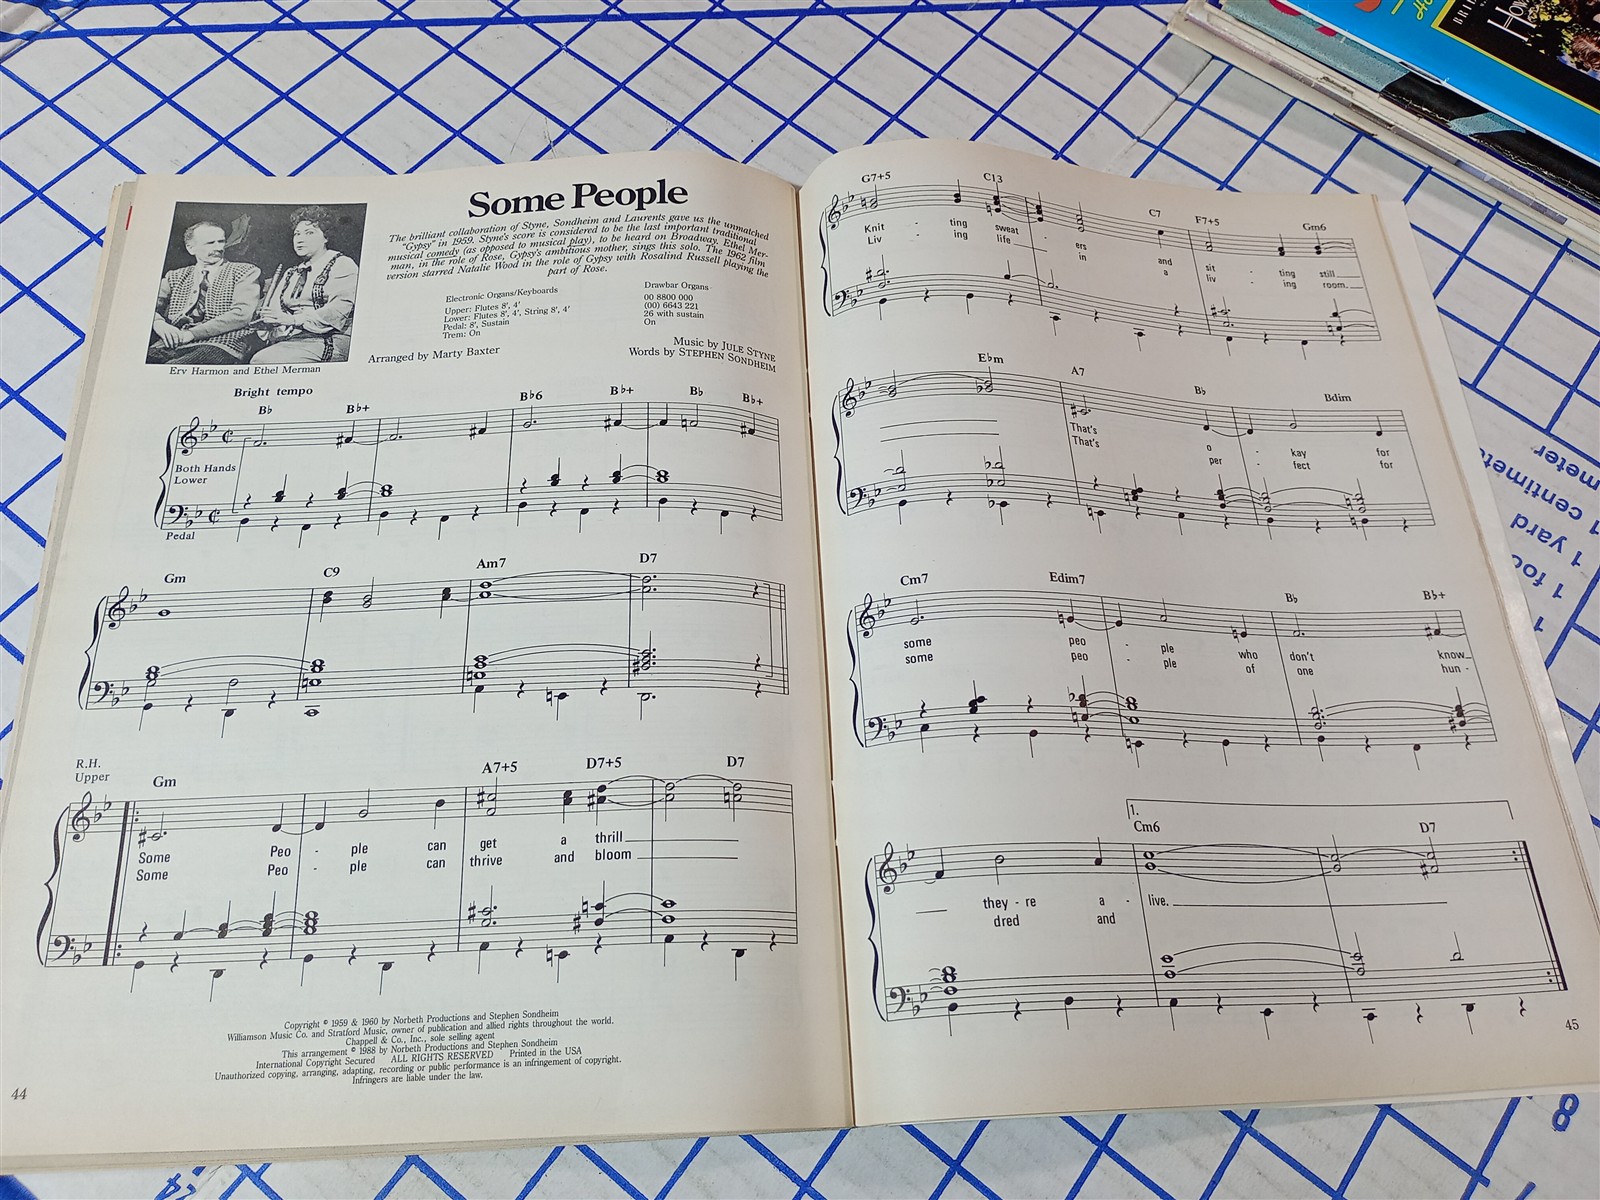 Some People
The brilliant collaboration of Styne, Sondheim and Laurents gave us the unmatched
"Gypsy" in 1959. Styne's score is considered to be the last important traditional
musical comedy (as opposed to musical play), to be heard on Broadway. Ethel Mer-
man, in the role of Rose, Gypsy's ambitious mother, sings this solo. The 1962 film
version starred Natalie Wood in the role of Gypsy with Rosalind Russell playing the
part of Rose.
Electronic Organs/Keyboards
Upper: Flutes 8', 4'
Lower: Flutes 8', 4', String 8', 4'
Pedal: 8', Sustain
Trem: On
Drawbar Organs
00 8800 000
(00) 6643 221
26 with sustain
On
Erv Harmon and Ethel Merman
Arranged by Marty Baxter
Music by JULE STYNE
Words by STEPHEN SONDHEIM
Bright tempo
B♭ B♭+ B♭6 B♭+ B♭ B♭+
Both Hands
Lower
Pedal
Gm C9 Am7 D7
R.H.
Upper
Gm A7+5 D7+5 D7
Some Peo - ple can get a thrill
Some Peo - ple can thrive and bloom
Copyright © 1959 & 1960 by Norbeth Productions and Stephen Sondheim
Williamson Music Co. and Stratford Music, owner of publication and allied rights throughout the world.
Chappell & Co., Inc., sole selling agent
This arrangement © 1988 by Norbeth Productions and Stephen Sondheim
International Copyright Secured ALL RIGHTS RESERVED Printed in the USA
Unauthorized copying, arranging, adapting, recording or public performance is an infringement of copyright.
Infringers are liable under the law.
44
G7+5 C13 C7 F7+5 Gm6
Knit - ting sweat - ers and sit - ting still
Liv - ing life in a liv - ing room.
E♭m A7 B♭ Bdim
That's o - kay for
That's per - fect for
Cm7 Edim7 B♭ B♭+
some peo - ple who don't know
some peo - ple of one hun -
1.
Cm6 D7
they - re a - live.
dred and
45
1 centimete
meter
1 yard
1 foo
1
8